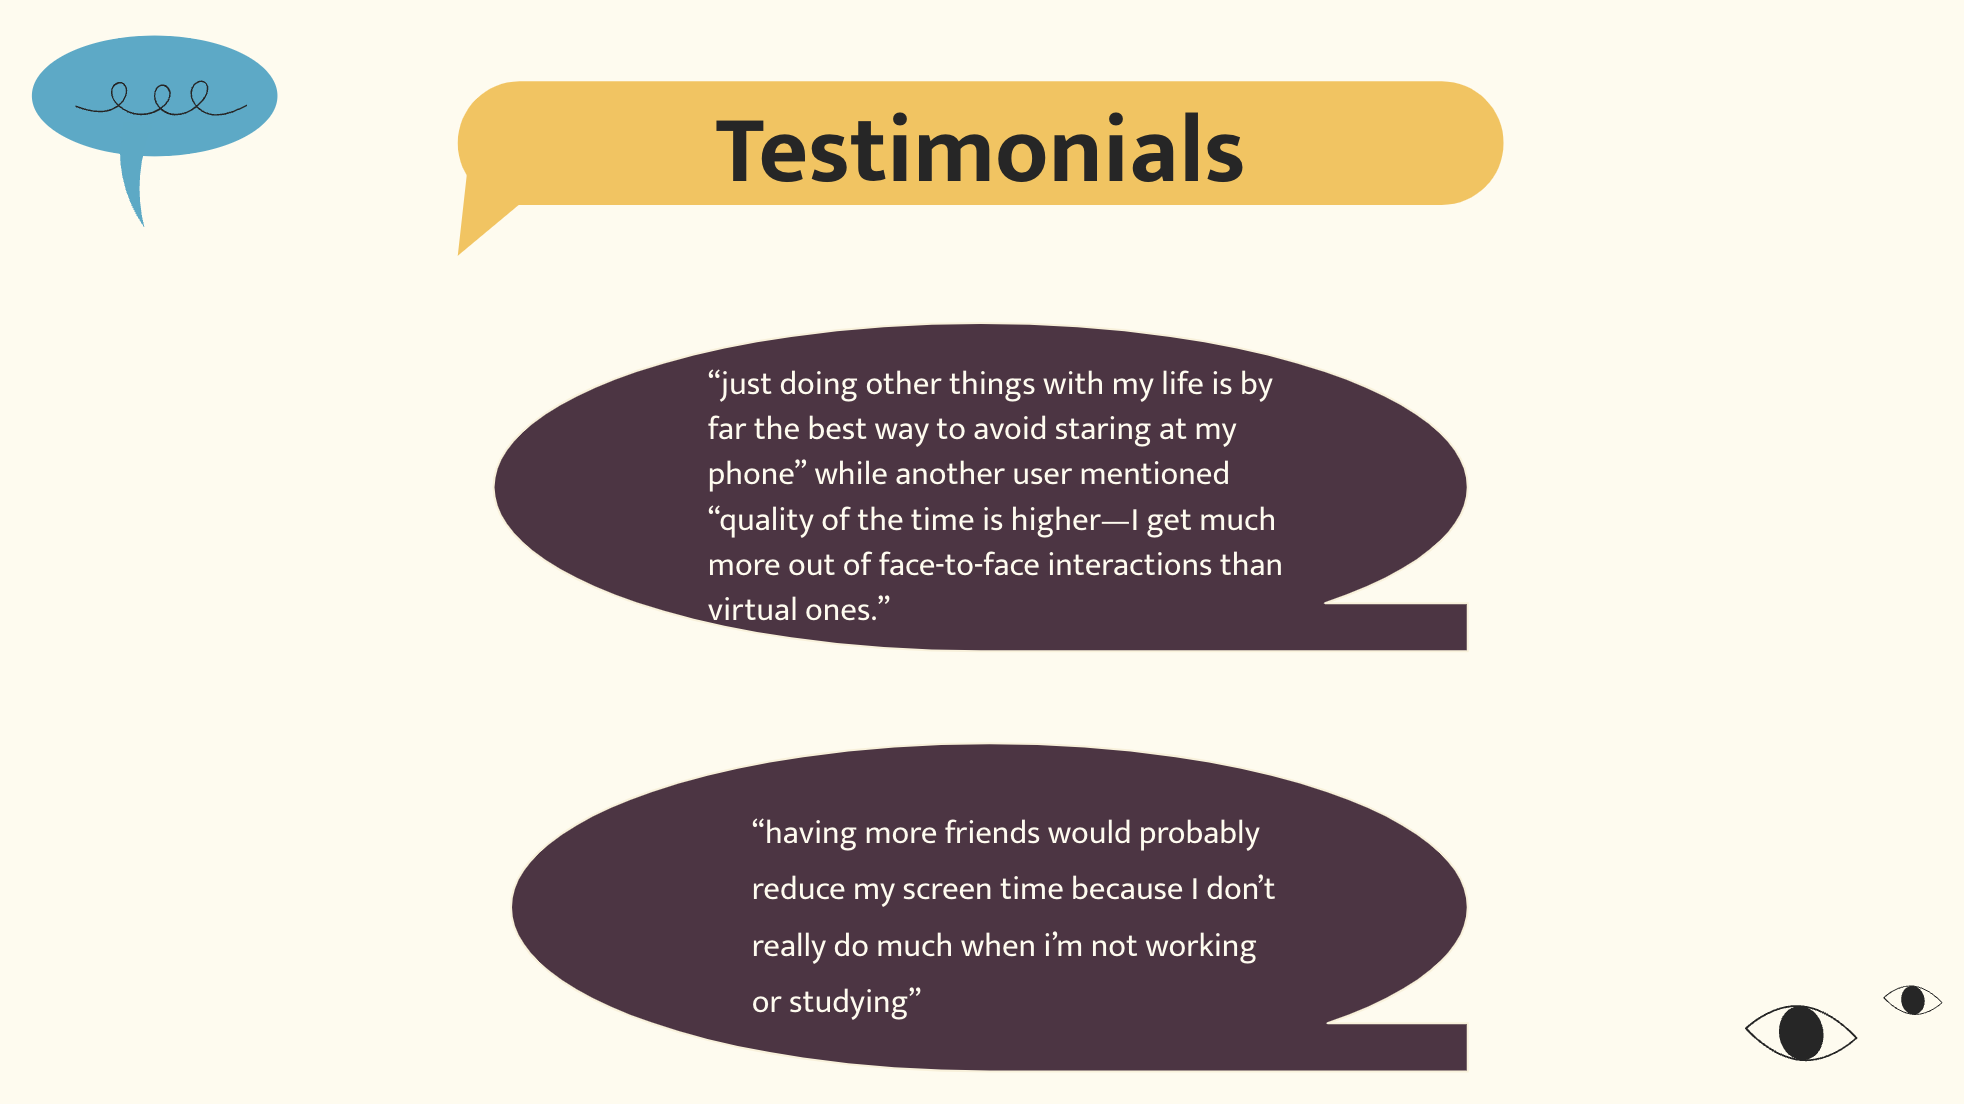 Testimonials
“just doing other things with my life is by
far the best way to avoid staring at my
phone” while another user mentioned
“quality of the time is higher—I get much
more out of face-to-face interactions than
virtual ones.”
“having more friends would probably
reduce my screen time because I don’t
really do much when i’m not working
or studying”